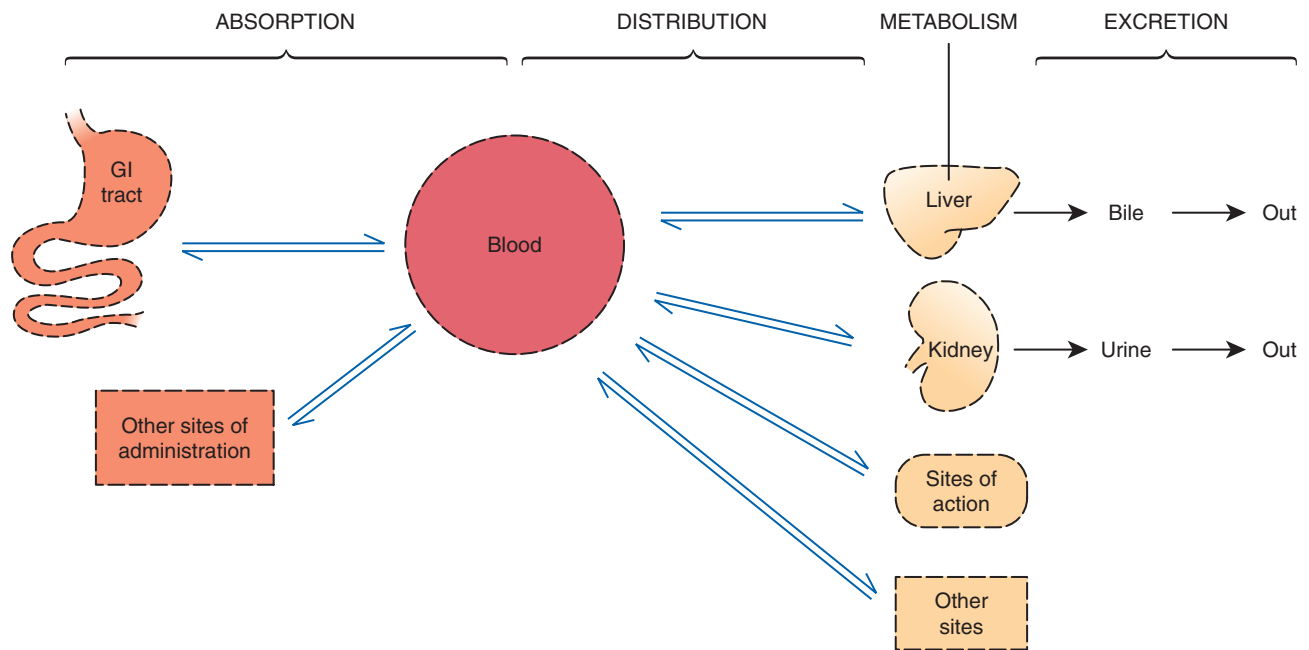 ABSORPTION
DISTRIBUTION
METABOLISM
EXCRETION
GI
tract
Blood
Liver
Bile
Out
Kidney
Urine
Out
Other sites of
administration
Sites of
action
Other
sites